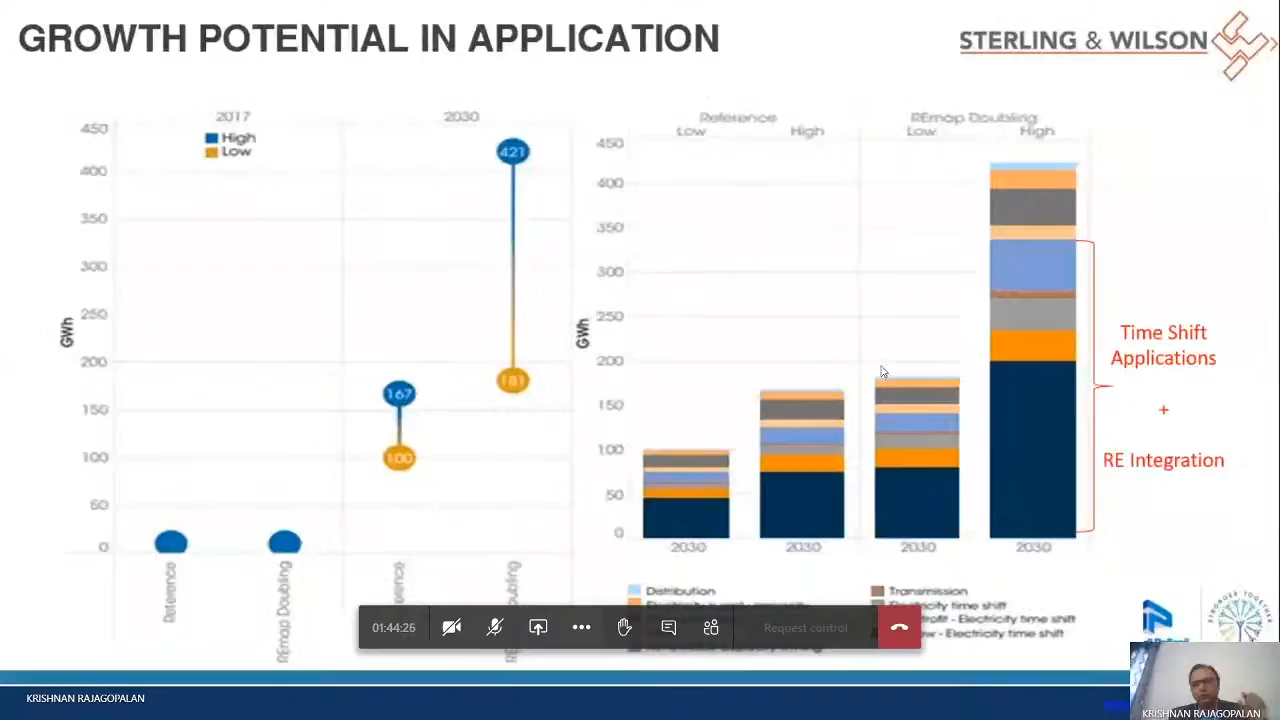 GROWTH POTENTIAL IN APPLICATION
STERLING & WILSON
2017
2030
High
Low
450
400
350
300
250
200
150
100
50
0
GWh
421
181
167
100
Reference
REmap Doubling
Reference
Low
High
REmap Doubling
Low
High
450
400
350
300
250
200
150
100
50
0
GWh
2030
2030
2030
2030
Time Shift
Applications
+
RE Integration
Distribution
Transmission
Electricity time shift
- Electricity time shift
- Electricity time shift
01:44:26
Request control
KRISHNAN RAJAGOPALAN
KRISHNAN RAJAGOPALAN